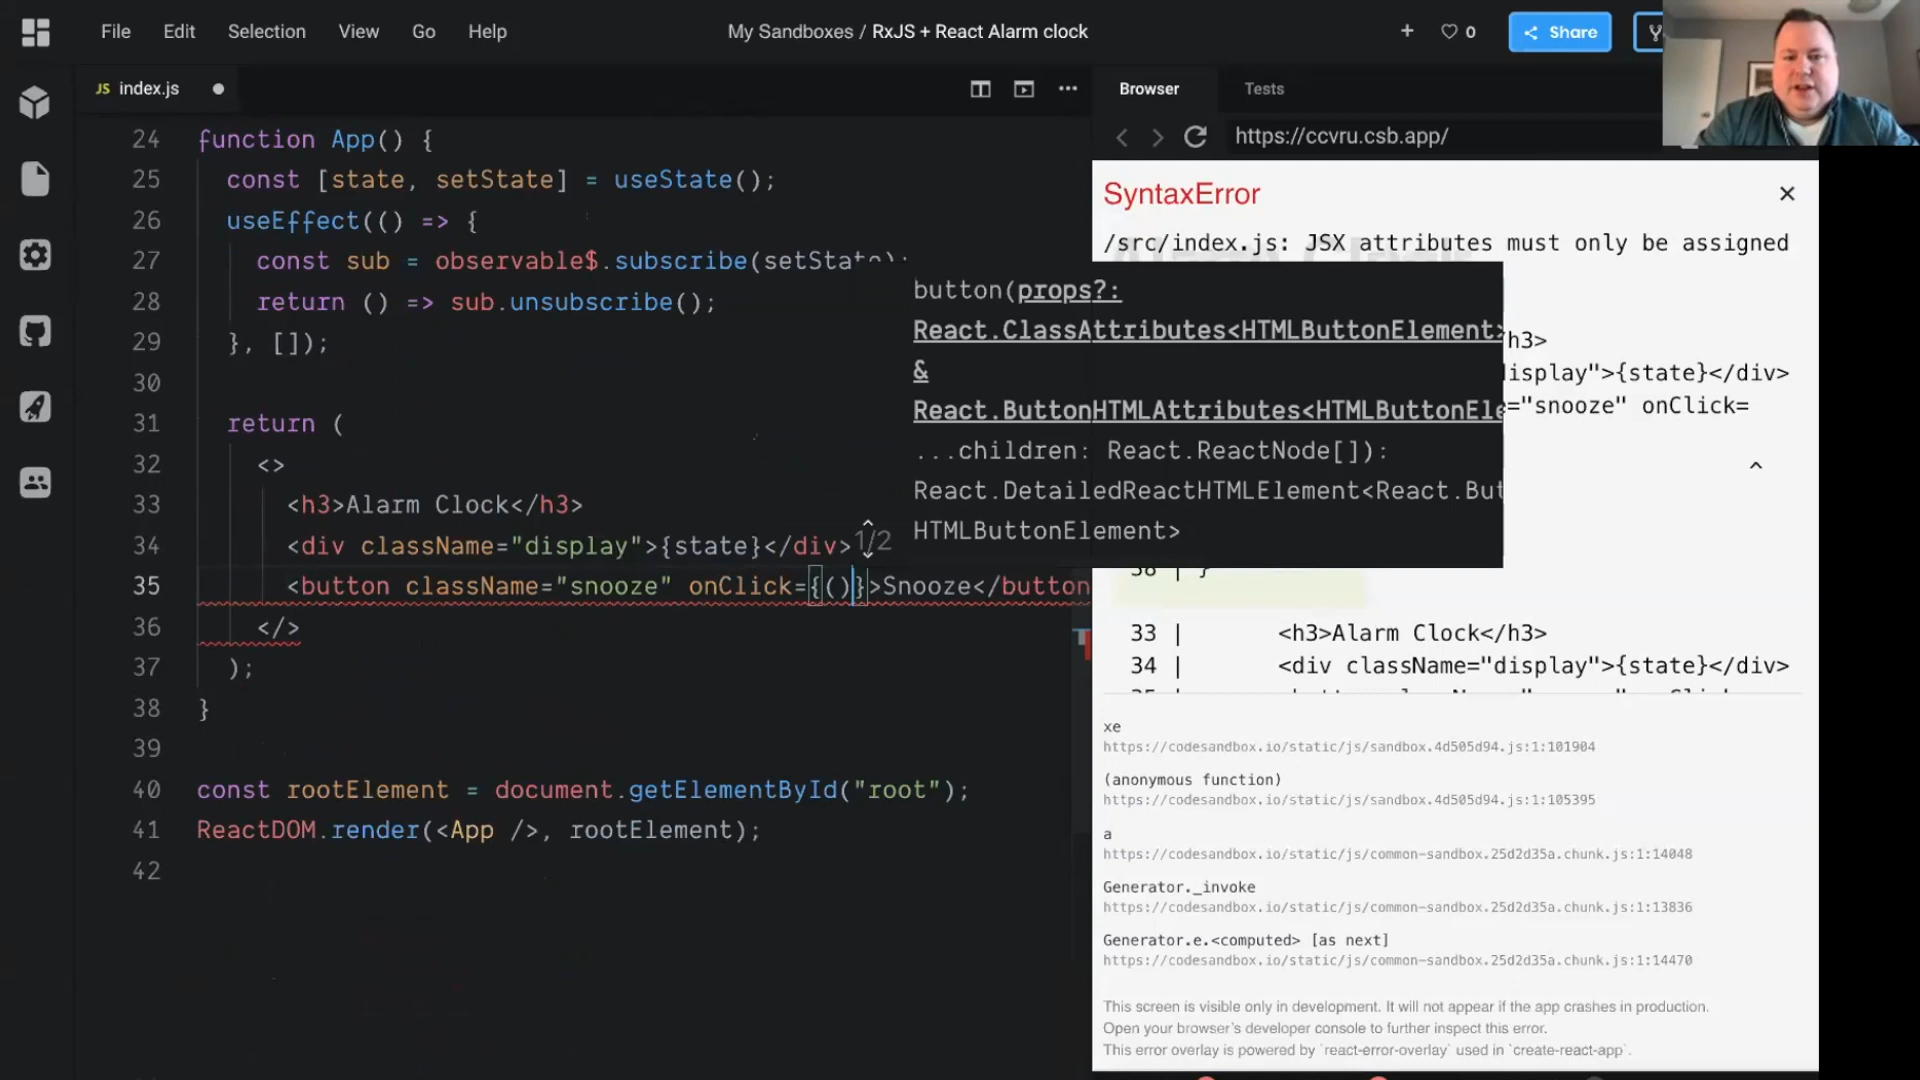 File Edit Selection View Go Help
My Sandboxes / RxJS + React Alarm clock
0
Share
JS index.js
Browser
Tests
https://ccvru.csb.app/
24 function App() {
25 const [state, setState] = useState();
26 useEffect(() => {
27 const sub = observable$.subscribe(setState);
28 return () => sub.unsubscribe();
29 }, []);
30
31 return (
32 <>
33 <h3>Alarm Clock</h3>
34 <div className="display">{state}</div>
35 <button className="snooze" onClick={()}>Snooze</button
36 </>
37 );
38 }
39
40 const rootElement = document.getElementById("root");
41 ReactDOM.render(<App />, rootElement);
42
1/2
button(props?:
React.ClassAttributes<HTMLButtonElement>
&
React.ButtonHTMLAttributes<HTMLButtonEle
...children: React.ReactNode[]):
React.DetailedReactHTMLElement<React.But
HTMLButtonElement>
SyntaxError
/src/index.js: JSX attributes must only be assigned
h3>
isplay">{state}</div>
="snooze" onClick=
^
38 | }
33 | <h3>Alarm Clock</h3>
34 | <div className="display">{state}</div>
xe
https://codesandbox.io/static/js/sandbox.4d505d94.js:1:101904
(anonymous function)
https://codesandbox.io/static/js/sandbox.4d505d94.js:1:105395
a
https://codesandbox.io/static/js/common-sandbox.25d2d35a.chunk.js:1:14048
Generator._invoke
https://codesandbox.io/static/js/common-sandbox.25d2d35a.chunk.js:1:13836
Generator.e.<computed> [as next]
https://codesandbox.io/static/js/common-sandbox.25d2d35a.chunk.js:1:14470
This screen is visible only in development. It will not appear if the app crashes in production.
Open your browser's developer console to further inspect this error.
This error overlay is powered by `react-error-overlay` used in `create-react-app`.